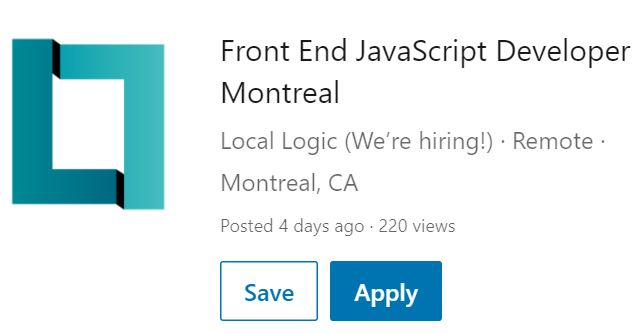 Front End JavaScript Developer
Montreal
Local Logic (We’re hiring!) · Remote ·
Montreal, CA
Posted 4 days ago · 220 views
Save Apply